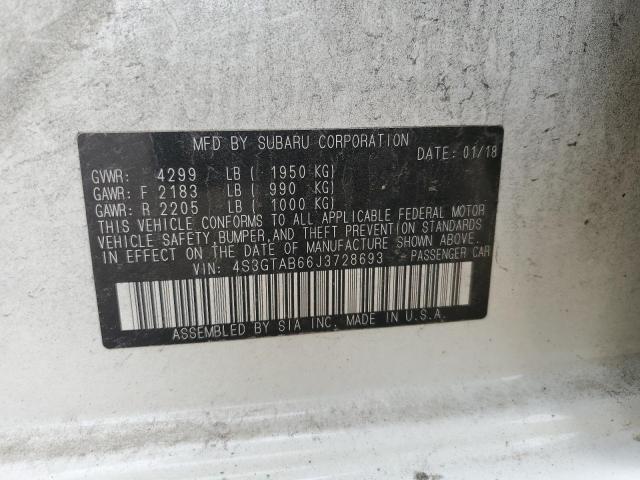 MFD BY SUBARU CORPORATION
DATE: 01/18
GVWR: 4299 LB ( 1950 KG)
GAWR: F 2183 LB ( 990 KG)
GAWR: R 2205 LB ( 1000 KG)
THIS VEHICLE CONFORMS TO ALL APPLICABLE FEDERAL MOTOR
VEHICLE SAFETY, BUMPER, AND THEFT PREVENTION STANDARDS
IN EFFECT ON THE DATE OF MANUFACTURE SHOWN ABOVE.
VIN: 4S3GTAB66J3728693 PASSENGER CAR
ASSEMBLED BY SIA INC. MADE IN U.S.A.